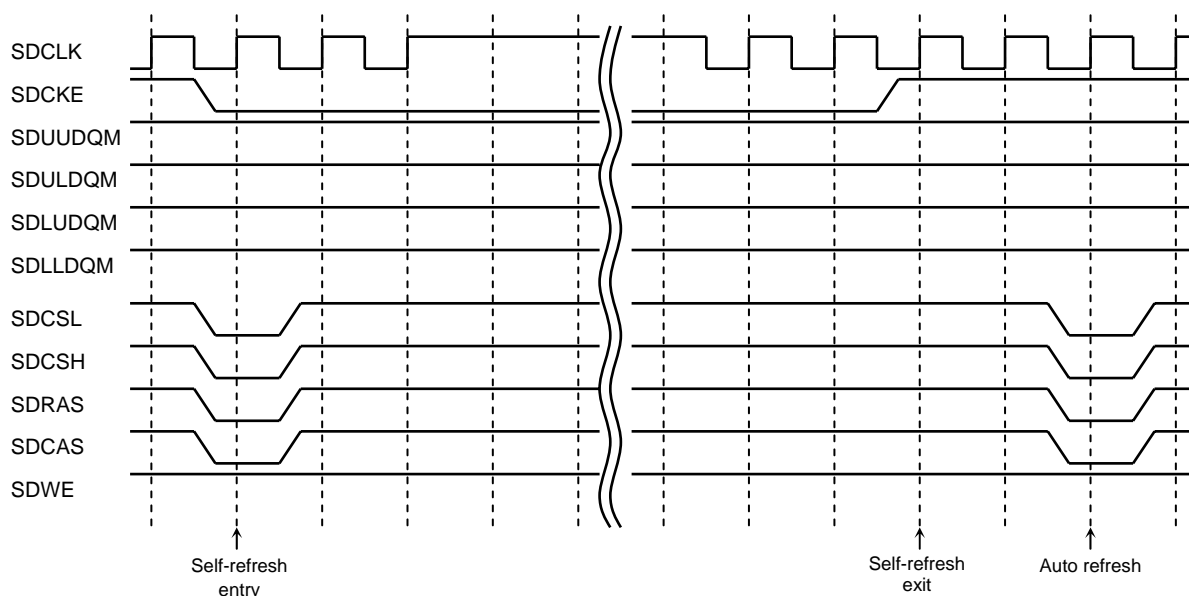 SDCLK
SDCKE
SDUUDQM
SDULDQM
SDLUDQM
SDLLDQM
SDCSL
SDCSH
SDRAS
SDCAS
SDWE
Self-refresh
entry
Self-refresh
exit
Auto refresh